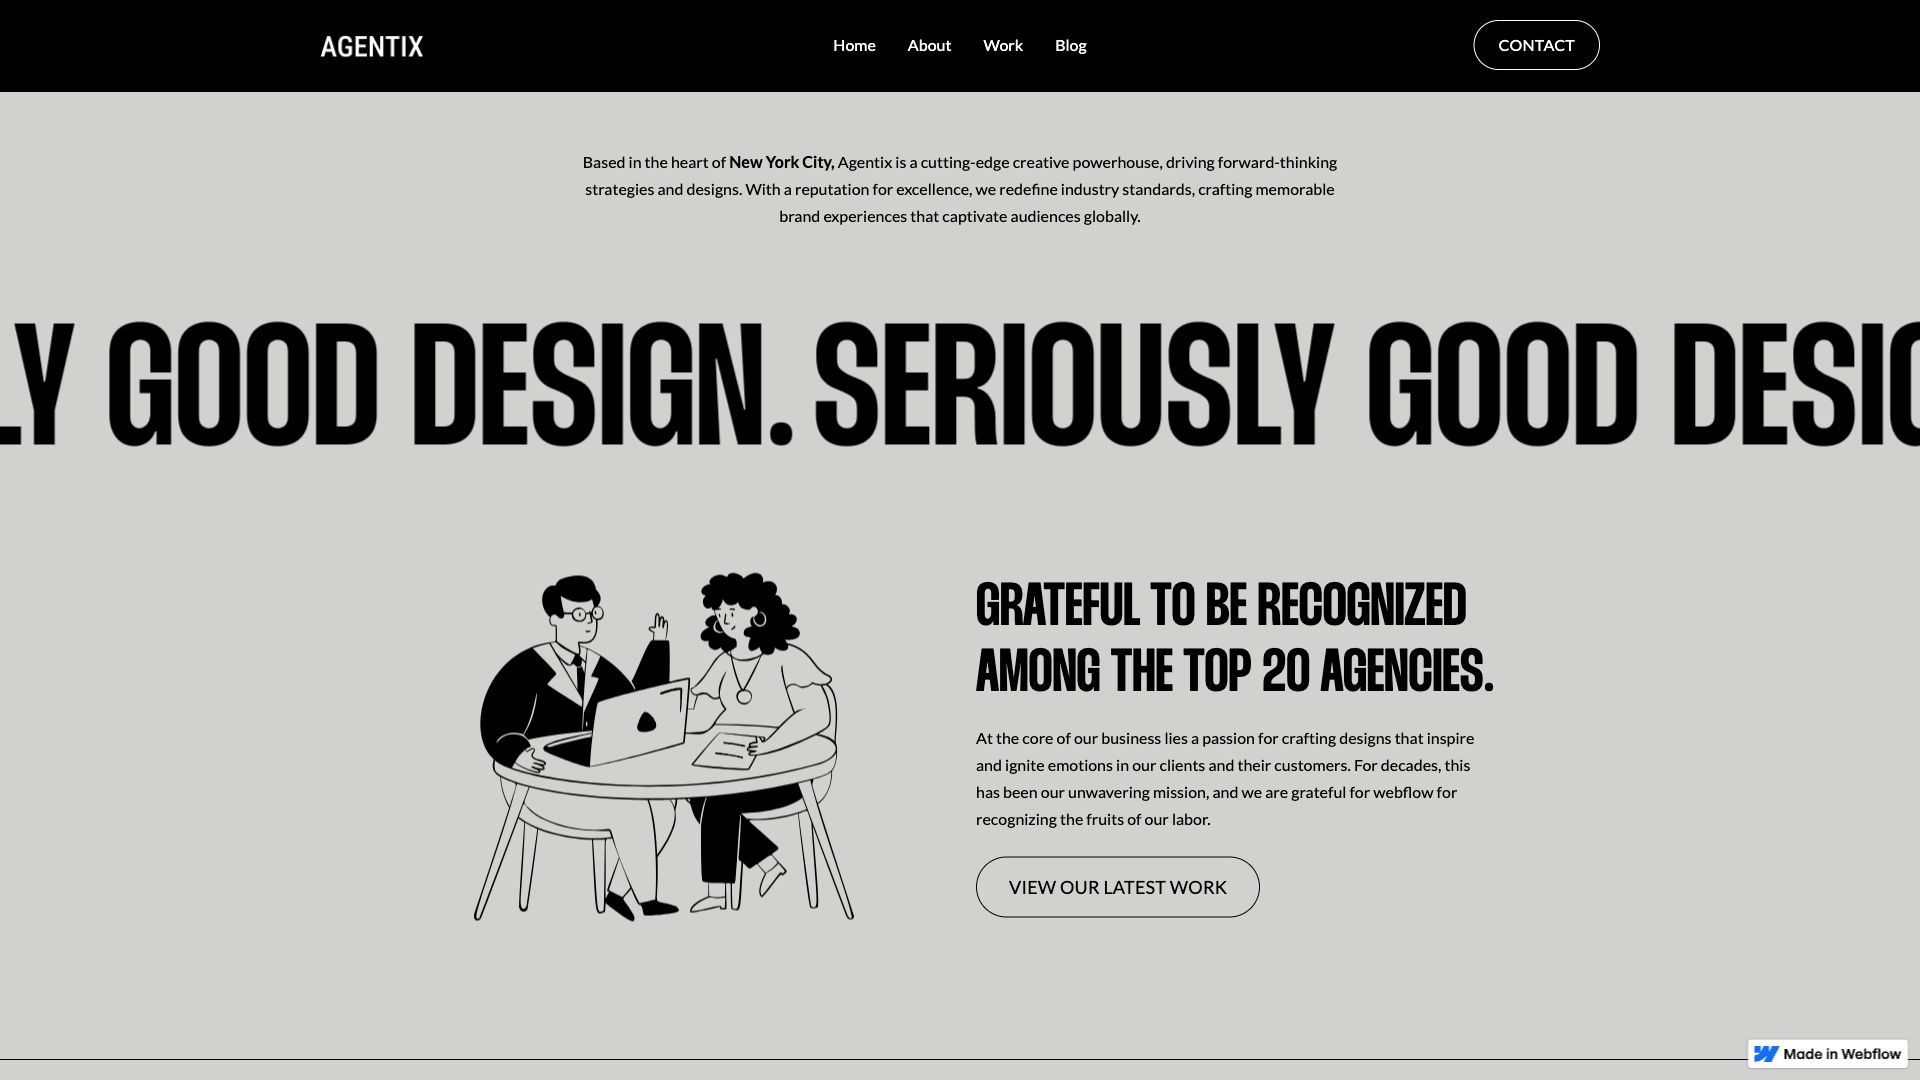 AGENTIX
Home
About
Work
Blog
CONTACT
Based in the heart of New York City, Agentix is a cutting-edge creative powerhouse, driving forward-thinking
strategies and designs. With a reputation for excellence, we redefine industry standards, crafting memorable
brand experiences that captivate audiences globally.
LY GOOD DESIGN. SERIOUSLY GOOD DESIG
GRATEFUL TO BE RECOGNIZED
AMONG THE TOP 20 AGENCIES.
At the core of our business lies a passion for crafting designs that inspire
and ignite emotions in our clients and their customers. For decades, this
has been our unwavering mission, and we are grateful for webflow for
recognizing the fruits of our labor.
VIEW OUR LATEST WORK
Made in Webflow